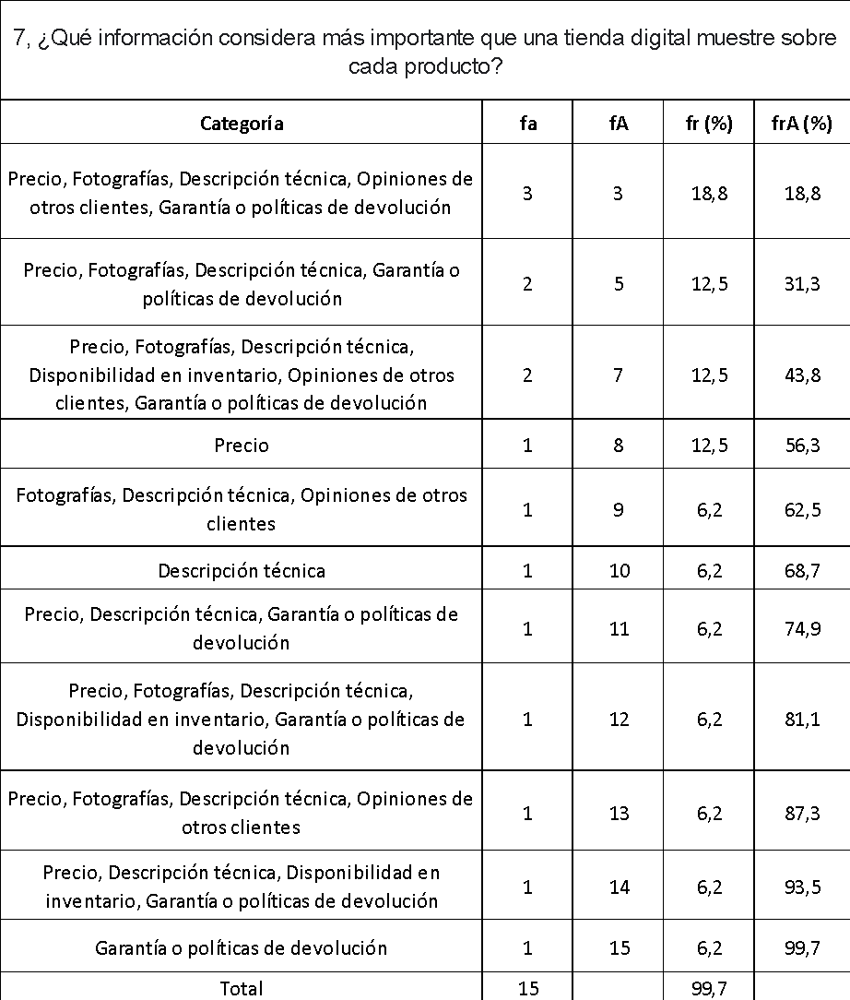 7, ¿Qué información considera más importante que una tienda digital muestre sobre
cada producto?
Categoría fa fA fr (%) frA (%)
Precio, Fotografías, Descripción técnica, Opiniones de
otros clientes, Garantía o políticas de devolución 3 3 18,8 18,8
Precio, Fotografías, Descripción técnica, Garantía o
políticas de devolución 2 5 12,5 31,3
Precio, Fotografías, Descripción técnica,
Disponibilidad en inventario, Opiniones de otros 2 7 12,5 43,8
clientes, Garantía o políticas de devolución
Precio 1 8 12,5 56,3
Fotografías, Descripción técnica, Opiniones de otros
clientes 1 9 6,2 62,5
Descripción técnica 1 10 6,2 68,7
Precio, Descripción técnica, Garantía o políticas de
devolución 1 11 6,2 74,9
Precio, Fotografías, Descripción técnica,
Disponibilidad en inventario, Garantía o políticas de 1 12 6,2 81,1
devolución
Precio, Fotografías, Descripción técnica, Opiniones de
otros clientes 1 13 6,2 87,3
Precio, Descripción técnica, Disponibilidad en
inventario, Garantía o políticas de devolución 1 14 6,2 93,5
Garantía o políticas de devolución 1 15 6,2 99,7
Total 15 99,7